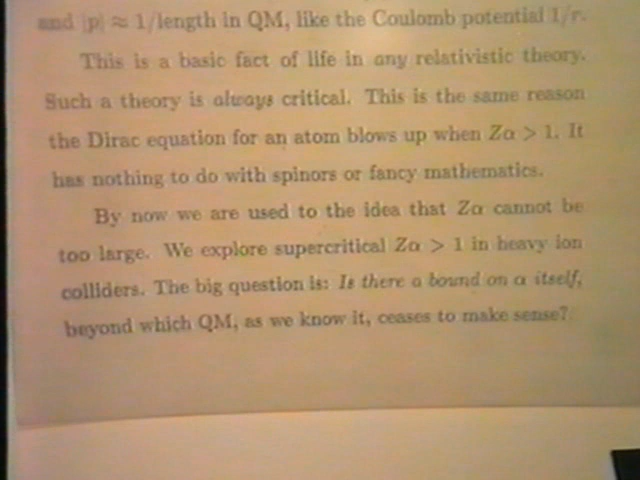 and |p| ≈ 1/length in QM, like the Coulomb potential 1/r.
This is a basic fact of life in any relativistic theory.
Such a theory is always critical. This is the same reason
the Dirac equation for an atom blows up when Zα > 1. It
has nothing to do with spinors or fancy mathematics.
By now we are used to the idea that Zα cannot be
too large. We explore supercritical Zα > 1 in heavy ion
colliders. The big question is: Is there a bound on α itself,
beyond which QM, as we know it, ceases to make sense?